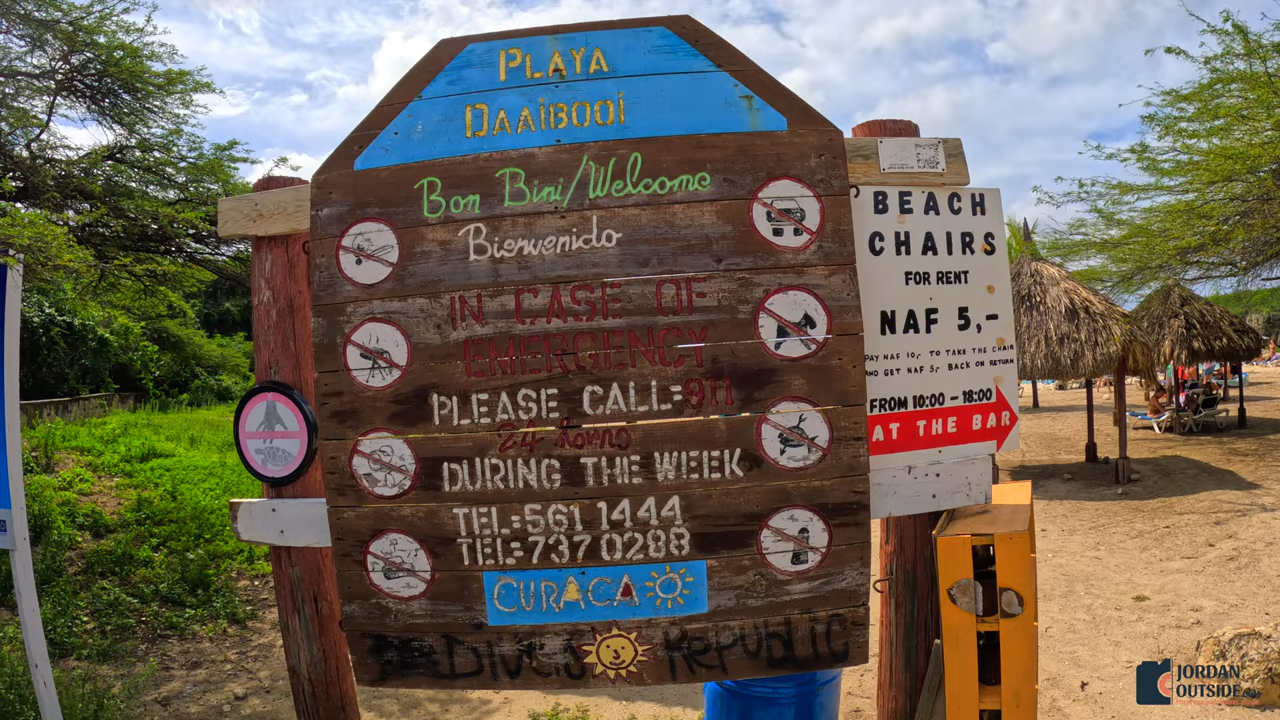 PLAYA
DAAIBOOI
Bon Bini/Welcome
Bienvenido
IN CASE OF
EMERGENCY
PLEASE CALL:911
24 horno
DURING THE WEEK
TEL:561 1444
TEL:737 0288
CURACAO
DIVERS REPUBLIC
BEACH
CHAIRS
FOR RENT
NAF 5,-
PAY NAF 10,- TO TAKE THE CHAIR
AND GET NAF 5,- BACK ON RETURN
FROM 10:00 - 18:00
AT THE BAR
JORDAN
OUTSIDE